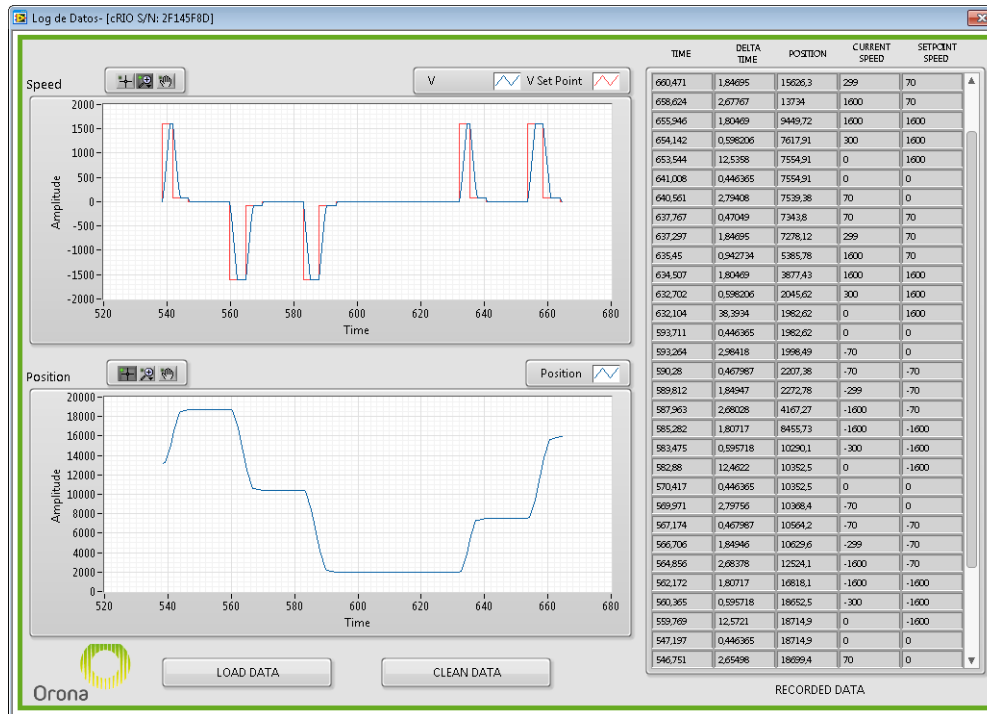 Log de Datos- [cRIO S/N: 2F145F8D]
Speed
V
V Set Point
2000
1500
1000
500
0
-500
-1000
-1500
-2000
Amplitude
520 540 560 580 600 620 640 660 680
Time
Position
Position
20000
18000
16000
14000
12000
10000
8000
6000
4000
2000
0
Amplitude
520 540 560 580 600 620 640 660 680
Time
Orona
LOAD DATA
CLEAN DATA
TIME DELTA TIME POSITION CURRENT SPEED SETPOINT SPEED
660,471 1,84695 15626,3 299 70
658,624 2,67767 13734 1600 70
655,946 1,80469 9449,72 1600 1600
654,142 0,598206 7617,91 300 1600
653,544 12,5358 7554,91 0 1600
641,008 0,446365 7554,91 0 0
640,561 2,79408 7539,38 70 0
637,767 0,47049 7343,8 70 70
637,297 1,84695 7278,12 299 70
635,45 0,942734 5385,78 1600 70
634,507 1,80469 3877,43 1600 1600
632,702 0,598206 2045,62 300 1600
632,104 38,3934 1982,62 0 1600
593,711 0,446365 1982,62 0 0
593,264 2,98418 1998,49 -70 0
590,28 0,467987 2207,38 -70 -70
589,812 1,84947 2272,78 -299 -70
587,963 2,68028 4167,27 -1600 -70
585,282 1,80717 8455,73 -1600 -1600
583,475 0,595718 10290,1 -300 -1600
582,88 12,4622 10352,5 0 -1600
570,417 0,446365 10352,5 0 0
569,971 2,79756 10368,4 -70 0
567,174 0,467987 10564,2 -70 -70
566,706 1,84946 10629,6 -299 -70
564,856 2,68378 12524,1 -1600 -70
562,172 1,80717 16818,1 -1600 -1600
560,365 0,595718 18652,5 -300 -1600
559,769 12,5721 18714,9 0 -1600
547,197 0,446365 18714,9 0 0
546,751 2,65498 18699,4 70 0
RECORDED DATA